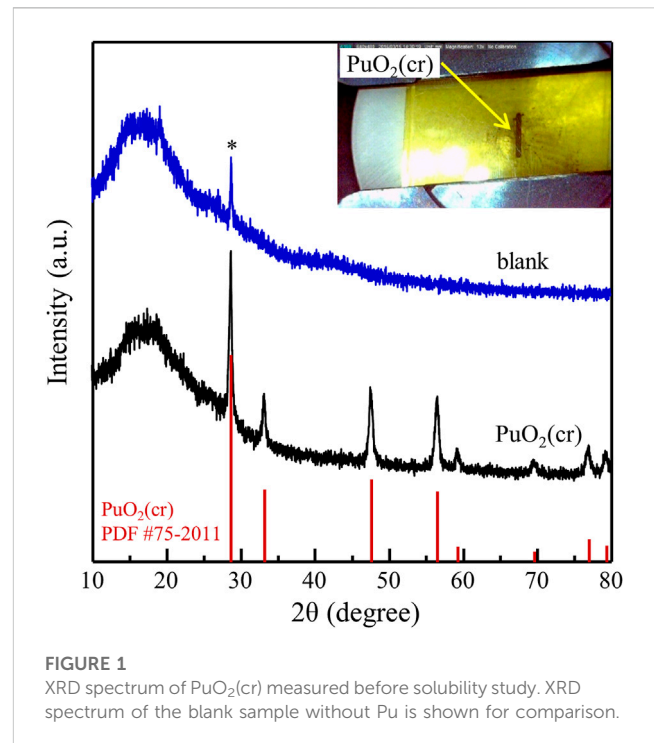 PuO₂(cr)
*
blank
Intensity (a.u.)
PuO₂(cr)
PuO₂(cr)
PDF #75-2011
10 20 30 40 50 60 70 80
2θ (degree)
FIGURE 1
XRD spectrum of PuO₂(cr) measured before solubility study. XRD
spectrum of the blank sample without Pu is shown for comparison.